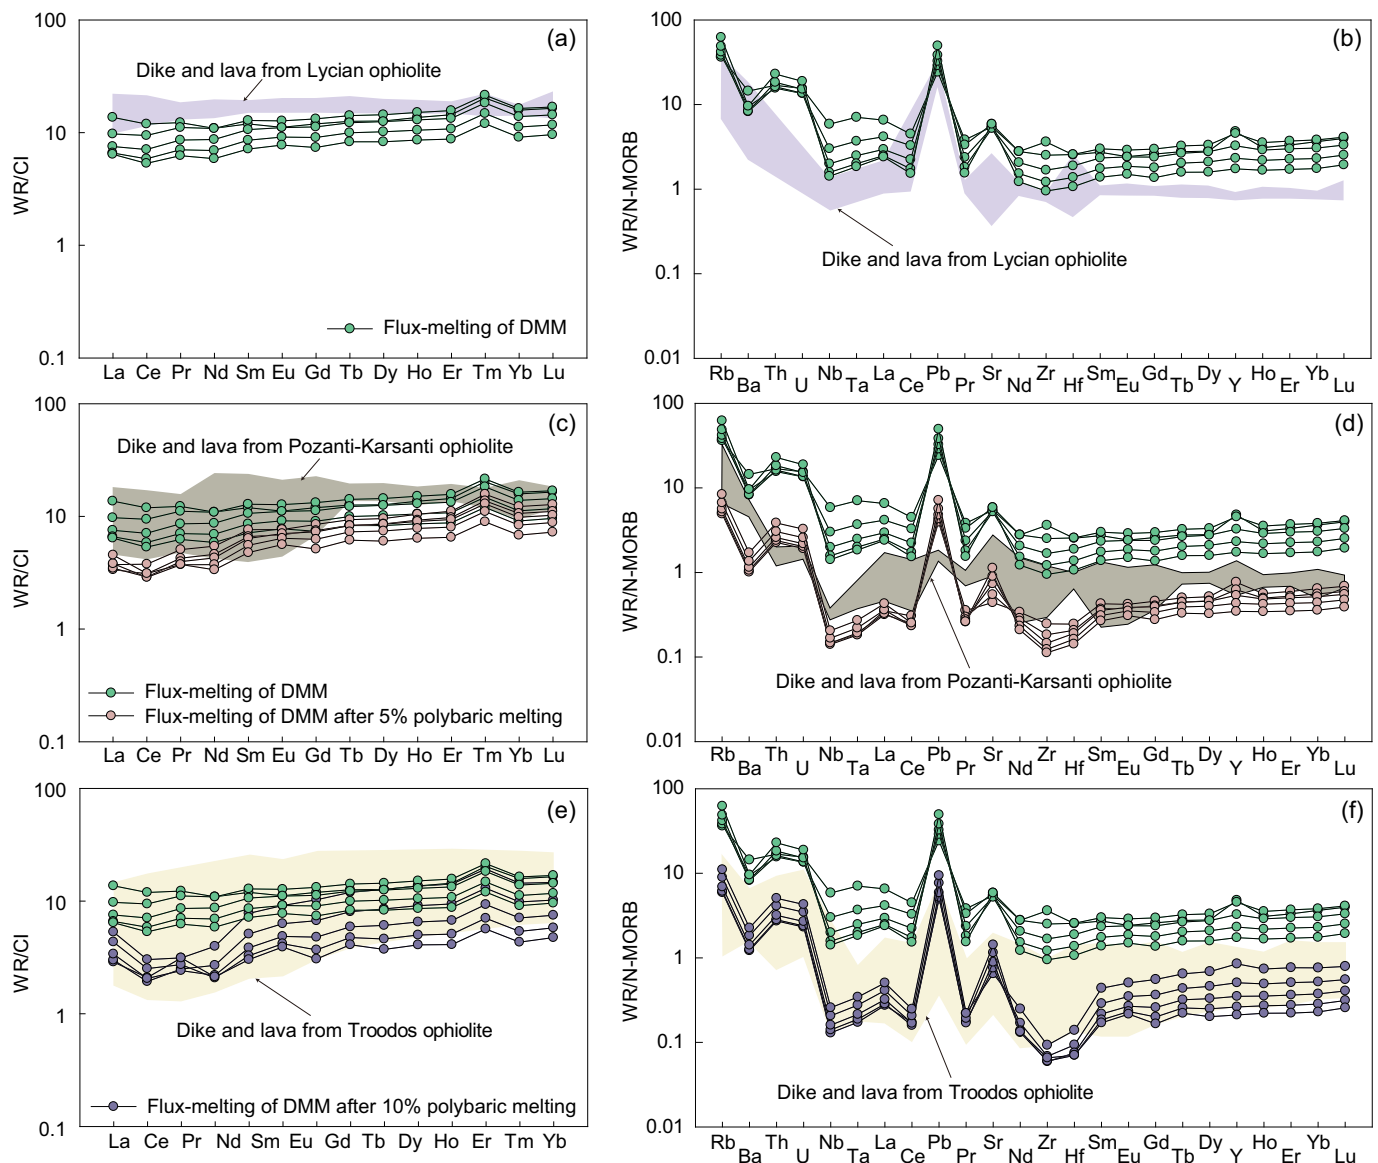 (a)
100
10
1
0.1
WR/CI
Dike and lava from Lycian ophiolite
Flux-melting of DMM
La Ce Pr Nd Sm Eu Gd Tb Dy Ho Er Tm Yb Lu
(b)
100
10
1
0.1
0.01
WR/N-MORB
Dike and lava from Lycian ophiolite
Rb Ba Th U Nb Ta La Ce Pb Pr Sr Nd Zr Hf Sm Eu Gd Tb Dy Y Ho Er Yb Lu
(c)
100
10
1
0.1
WR/CI
Dike and lava from Pozanti-Karsanti ophiolite
Flux-melting of DMM
Flux-melting of DMM after 5% polybaric melting
La Ce Pr Nd Sm Eu Gd Tb Dy Ho Er Tm Yb Lu
(d)
100
10
1
0.1
0.01
WR/N-MORB
Dike and lava from Pozanti-Karsanti ophiolite
Rb Ba Th U Nb Ta La Ce Pb Pr Sr Nd Zr Hf Sm Eu Gd Tb Dy Y Ho Er Yb Lu
(e)
100
10
1
0.1
WR/CI
Dike and lava from Troodos ophiolite
Flux-melting of DMM after 10% polybaric melting
La Ce Pr Nd Sm Eu Gd Tb Dy Ho Er Tm Yb
(f)
100
10
1
0.1
0.01
WR/N-MORB
Dike and lava from Troodos ophiolite
Rb Ba Th U Nb Ta La Ce Pb Pr Sr Nd Zr Hf Sm Eu Gd Tb Dy Y Ho Er Yb Lu